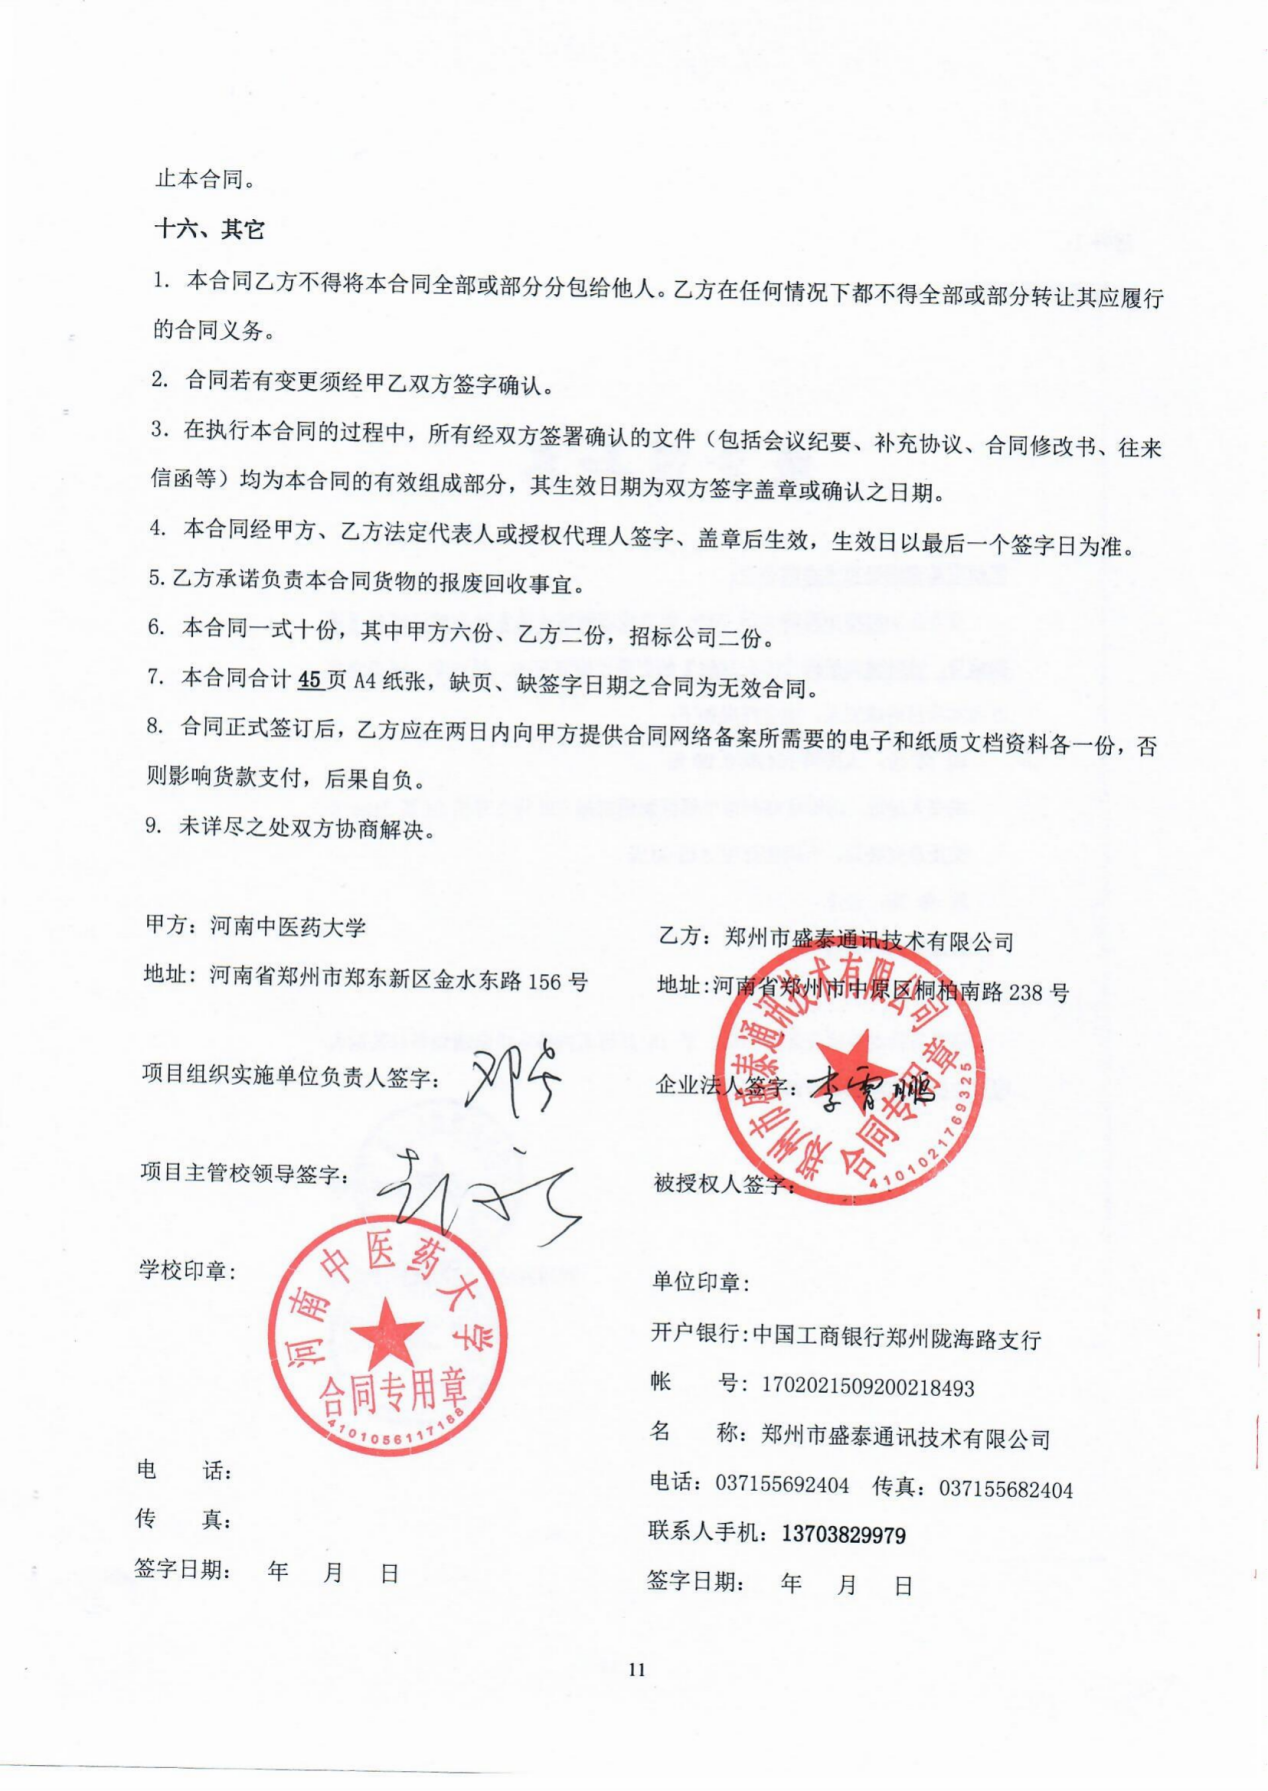 止本合同。
十六、其它
1. 本合同乙方不得将本合同全部或部分分包给他人。乙方在任何情况下都不得全部或部分转让其应履行
的合同义务。
2. 合同若有变更须经甲乙双方签字确认。
3. 在执行本合同的过程中，所有经双方签署确认的文件（包括会议纪要、补充协议、合同修改书、往来
信函等）均为本合同的有效组成部分，其生效日期为双方签字盖章或确认之日期。
4. 本合同经甲方、乙方法定代表人或授权代理人签字、盖章后生效，生效日以最后一个签字日为准。
5.乙方承诺负责本合同货物的报废回收事宜。
6. 本合同一式十份，其中甲方六份、乙方二份，招标公司二份。
7. 本合同合计 45 页 A4 纸张，缺页、缺签字日期之合同为无效合同。
8. 合同正式签订后，乙方应在两日内向甲方提供合同网络备案所需要的电子和纸质文档资料各一份，否
则影响货款支付，后果自负。
9. 未详尽之处双方协商解决。
甲方：河南中医药大学
地址：河南省郑州市郑东新区金水东路 156 号
项目组织实施单位负责人签字：
项目主管校领导签字：
学校印章：
河南中医药大学
合同专用章
4101056117188
电 话：
传 真：
签字日期： 年 月 日
乙方：郑州市盛泰通讯技术有限公司
地址:河南省郑州市中原区桐柏南路 238 号
企业法人签字：李霄鹏
郑州市盛泰通讯技术有限公司
合同专用章
4101021769325
被授权人签字：
单位印章：
开户银行:中国工商银行郑州陇海路支行
帐 号：1702021509200218493
名 称：郑州市盛泰通讯技术有限公司
电话：037155692404 传真：037155682404
联系人手机：13703829979
签字日期： 年 月 日
11